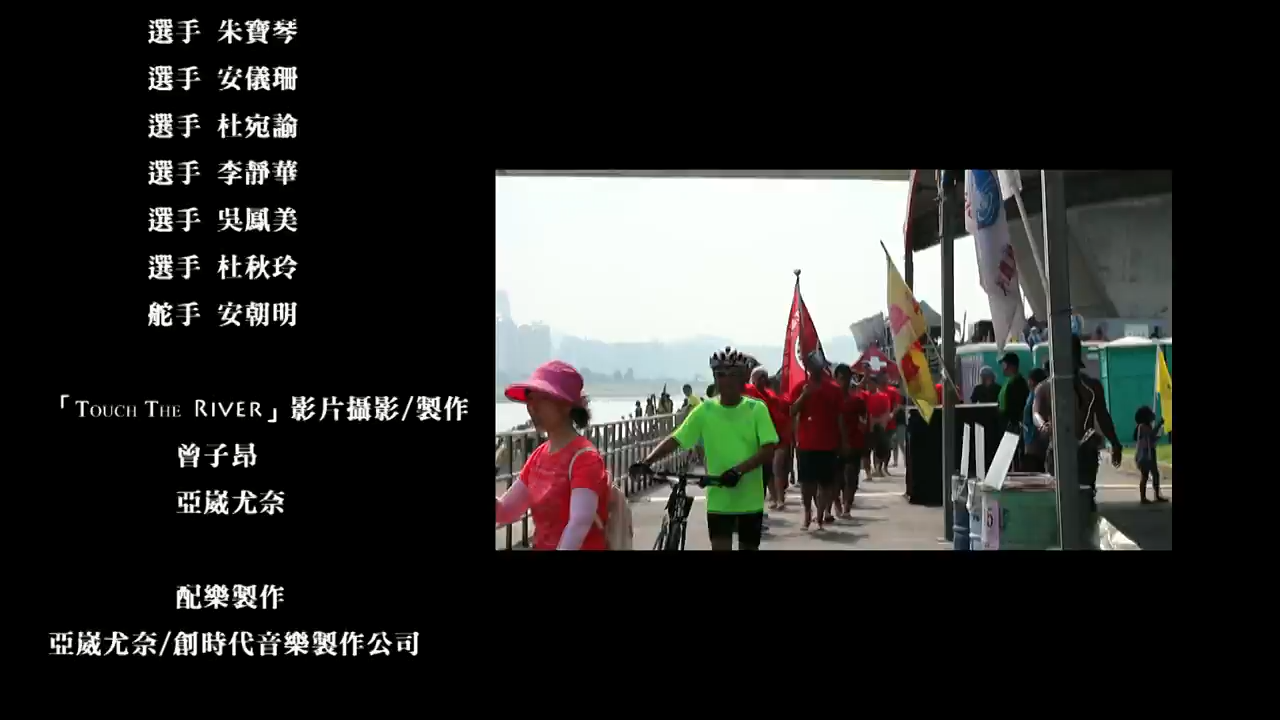 選手 朱寶琴
選手 安儀珊
選手 杜宛諭
選手 李靜華
選手 吳鳳美
選手 杜秋玲
舵手 安朝明
「TOUCH THE RIVER」影片攝影/製作
曾子昂
亞崴尤奈
配樂製作
亞崴尤奈/創時代音樂製作公司